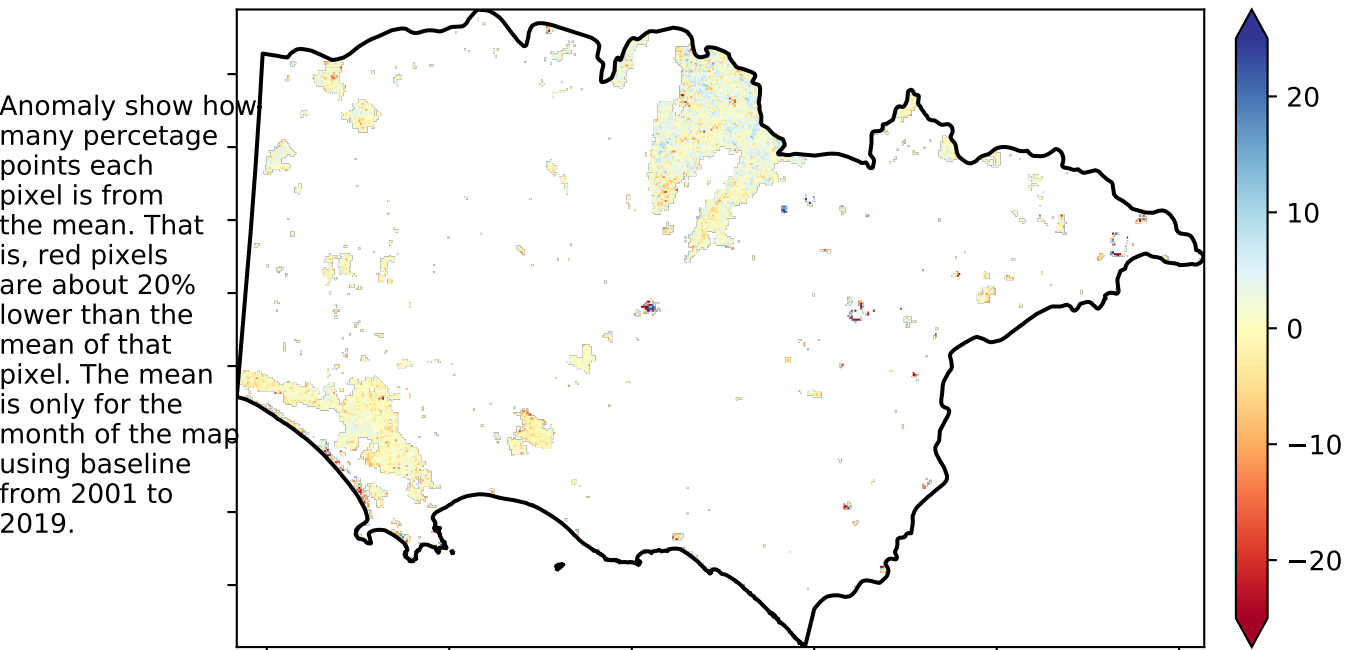 Anomaly show how
many percetage
points each
pixel is from
the mean. That
is, red pixels
are about 20%
lower than the
mean of that
pixel. The mean
is only for the
month of the map
using baseline
from 2001 to
2019.
20
10
0
−10
−20